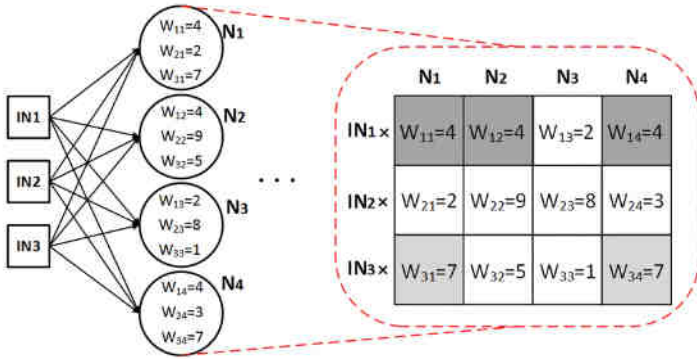 IN1
IN2
IN3
W11=4
W21=2
W31=7
N1
W12=4
W22=9
W32=5
N2
W13=2
W23=8
W33=1
N3
W14=4
W34=3
W34=7
N4
. . .
N1 N2 N3 N4
IN1× W11=4 W12=4 W13=2 W14=4
IN2× W21=2 W22=9 W23=8 W24=3
IN3× W31=7 W32=5 W33=1 W34=7